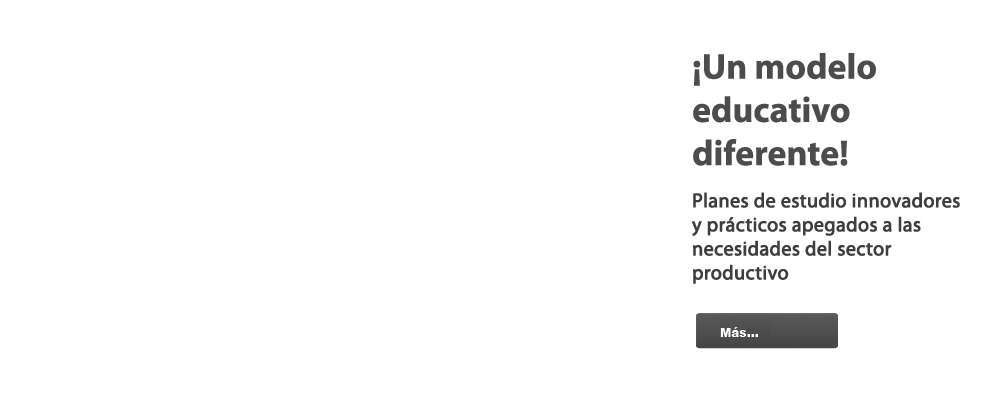 ¡Un modelo
educativo
diferente!
Planes de estudio innovadores
y prácticos apegados a las
necesidades del sector
productivo
Más...